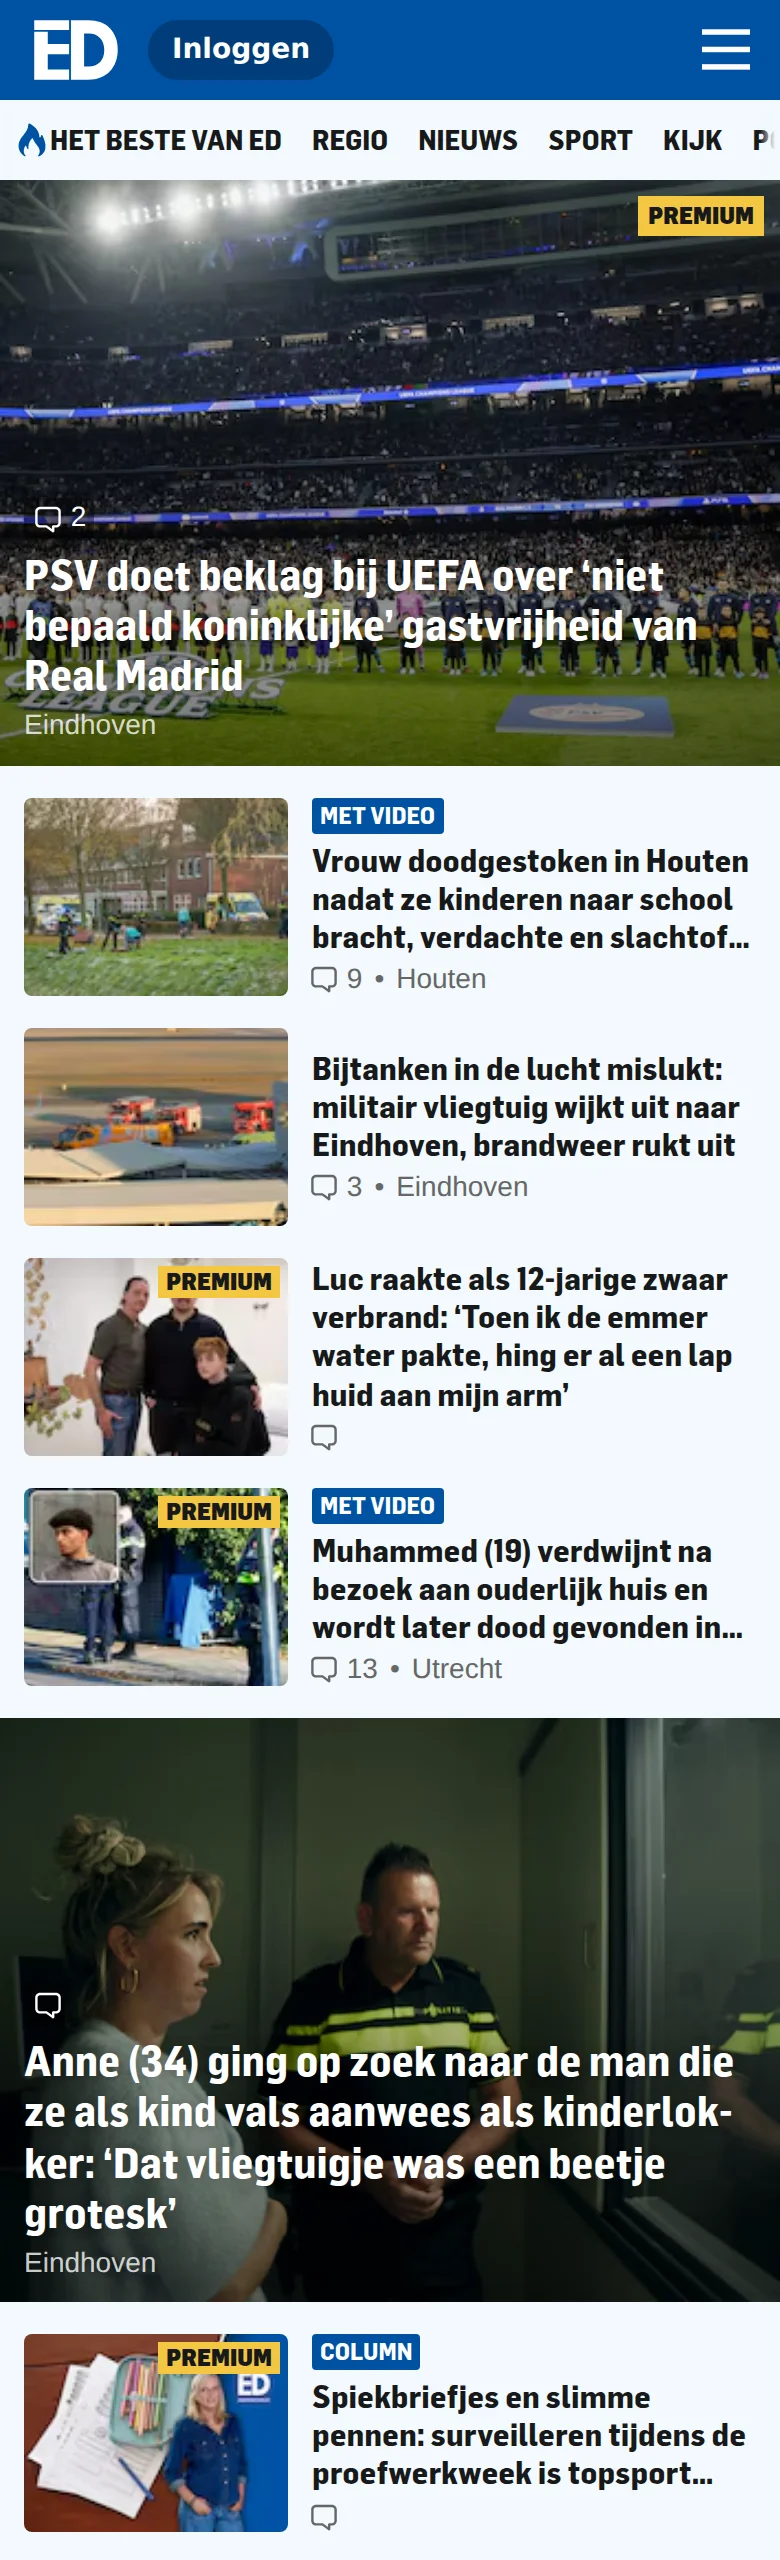 ED
Inloggen
HET BESTE VAN ED REGIO NIEUWS SPORT KIJK
PREMIUM
2
PSV doet beklag bij UEFA over ‘niet
bepaald koninklijke’ gastvrijheid van
Real Madrid
Eindhoven
MET VIDEO
Vrouw doodgestoken in Houten
nadat ze kinderen naar school
bracht, verdachte en slachtof...
9 • Houten
Bijtanken in de lucht mislukt:
militair vliegtuig wijkt uit naar
Eindhoven, brandweer rukt uit
3 • Eindhoven
PREMIUM
Luc raakte als 12-jarige zwaar
verbrand: ‘Toen ik de emmer
water pakte, hing er al een lap
huid aan mijn arm’
PREMIUM
MET VIDEO
Muhammed (19) verdwijnt na
bezoek aan ouderlijk huis en
wordt later dood gevonden in...
13 • Utrecht
Anne (34) ging op zoek naar de man die
ze als kind vals aanwees als kinderlok-
ker: ‘Dat vliegtuigje was een beetje
grotesk’
Eindhoven
PREMIUM
ED
COLUMN
Spiekbriefjes en slimme
pennen: surveilleren tijdens de
proefwerkweek is topsport...